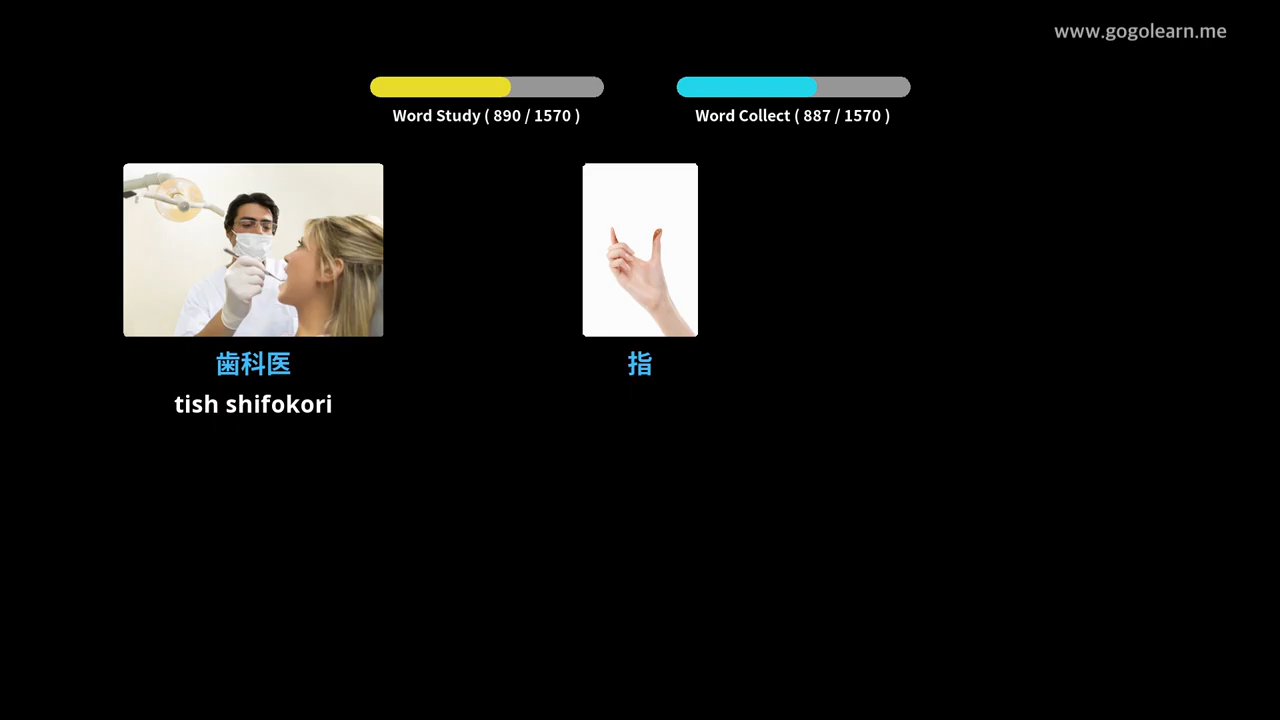 www.gogolearn.me
Word Study ( 890 / 1570 )
Word Collect ( 887 / 1570 )
歯科医
tish shifokori
指